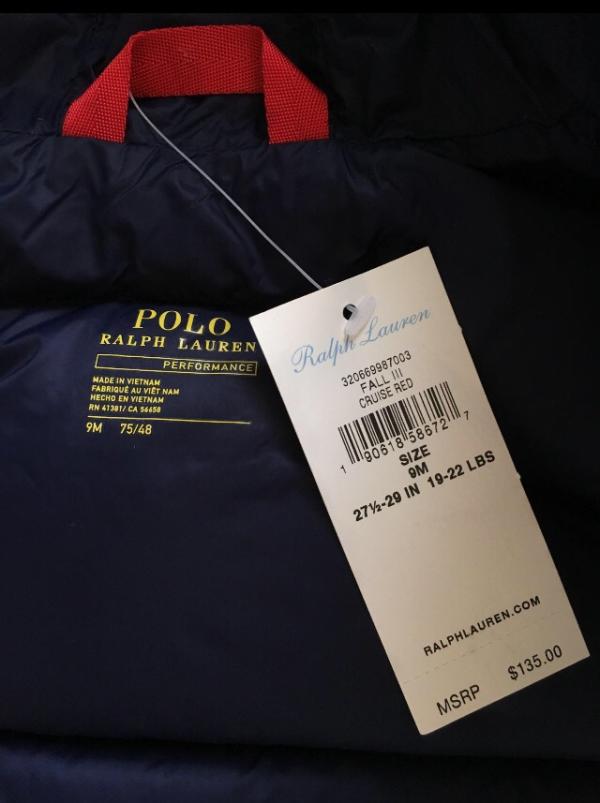 POLO
RALPH LAUREN
PERFORMANCE
MADE IN VIETNAM
FABRIQUÉ AU VIÊT NAM
HECHO EN VIETNAM
RN 41381/ CA 56658
9M 75/48
Ralph Lauren
320669987003
FALL III
CRUISE RED
1 90618 58672 7
SIZE
9M
27½-29 IN 19-22 LBS
RALPHLAUREN.COM
MSRP $135.00